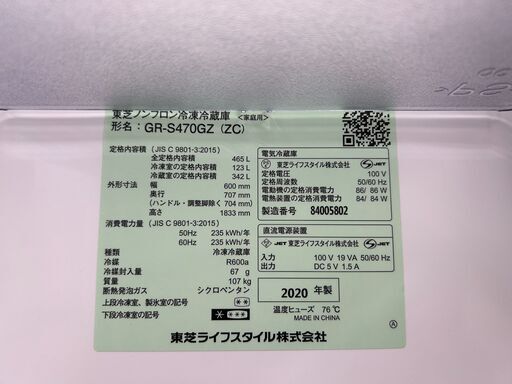 東芝ノンフロン冷凍冷蔵庫 <家庭用>
形名：GR-S470GZ (ZC)
定格内容積 (JIS C 9801-3:2015)
全定格内容積 465 L
冷凍室の定格内容積 123 L
冷蔵室の定格内容積 342 L
外形寸法 幅 600 mm
奥行 707 mm
(ハンドル・調整脚除く 704 mm)
高さ 1833 mm
消費電力量 (JIS C 9801-3:2015)
50Hz 235 kWh/年
60Hz 235 kWh/年
種類 冷凍冷蔵庫
冷媒 R600a
冷媒封入量 67 g
質量 107 kg
断熱発泡ガス シクロペンタン
上段冷凍室、製氷室の記号
下段冷凍室の記号
電気冷蔵庫
東芝ライフスタイル株式会社 JET
定格電圧 100 V
定格周波数 50/60 Hz
電動機の定格消費電力 86/ 86 W
電熱装置の定格消費電力 84/ 84 W
製造番号 84005802
直流電源装置
JET 東芝ライフスタイル株式会社 JET
入力 100 V 19 VA 50/60 Hz
出力 DC 5 V 1.5 A
2020 年製
温度ヒューズ 76℃
MADE IN CHINA
A
東芝ライフスタイル株式会社